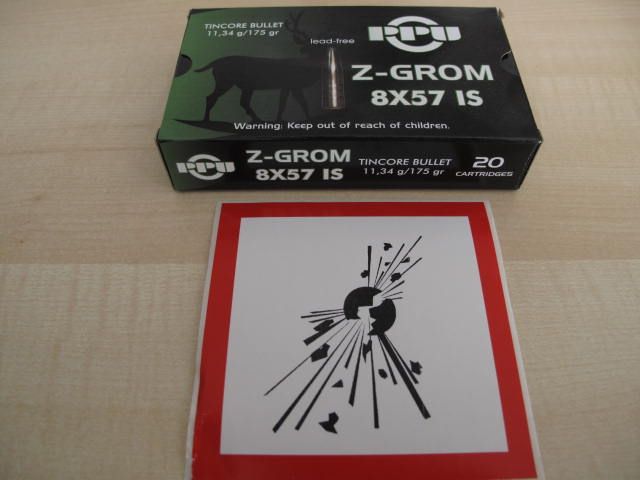 TINCORE BULLET
11,34 g/175 gr
lead-free
PPU
Z-GROM
8X57 IS
Warning: Keep out of reach of children.
PPU
Z-GROM
8X57 IS
TINCORE BULLET
11,34 g/175 gr
20
CARTRIDGES